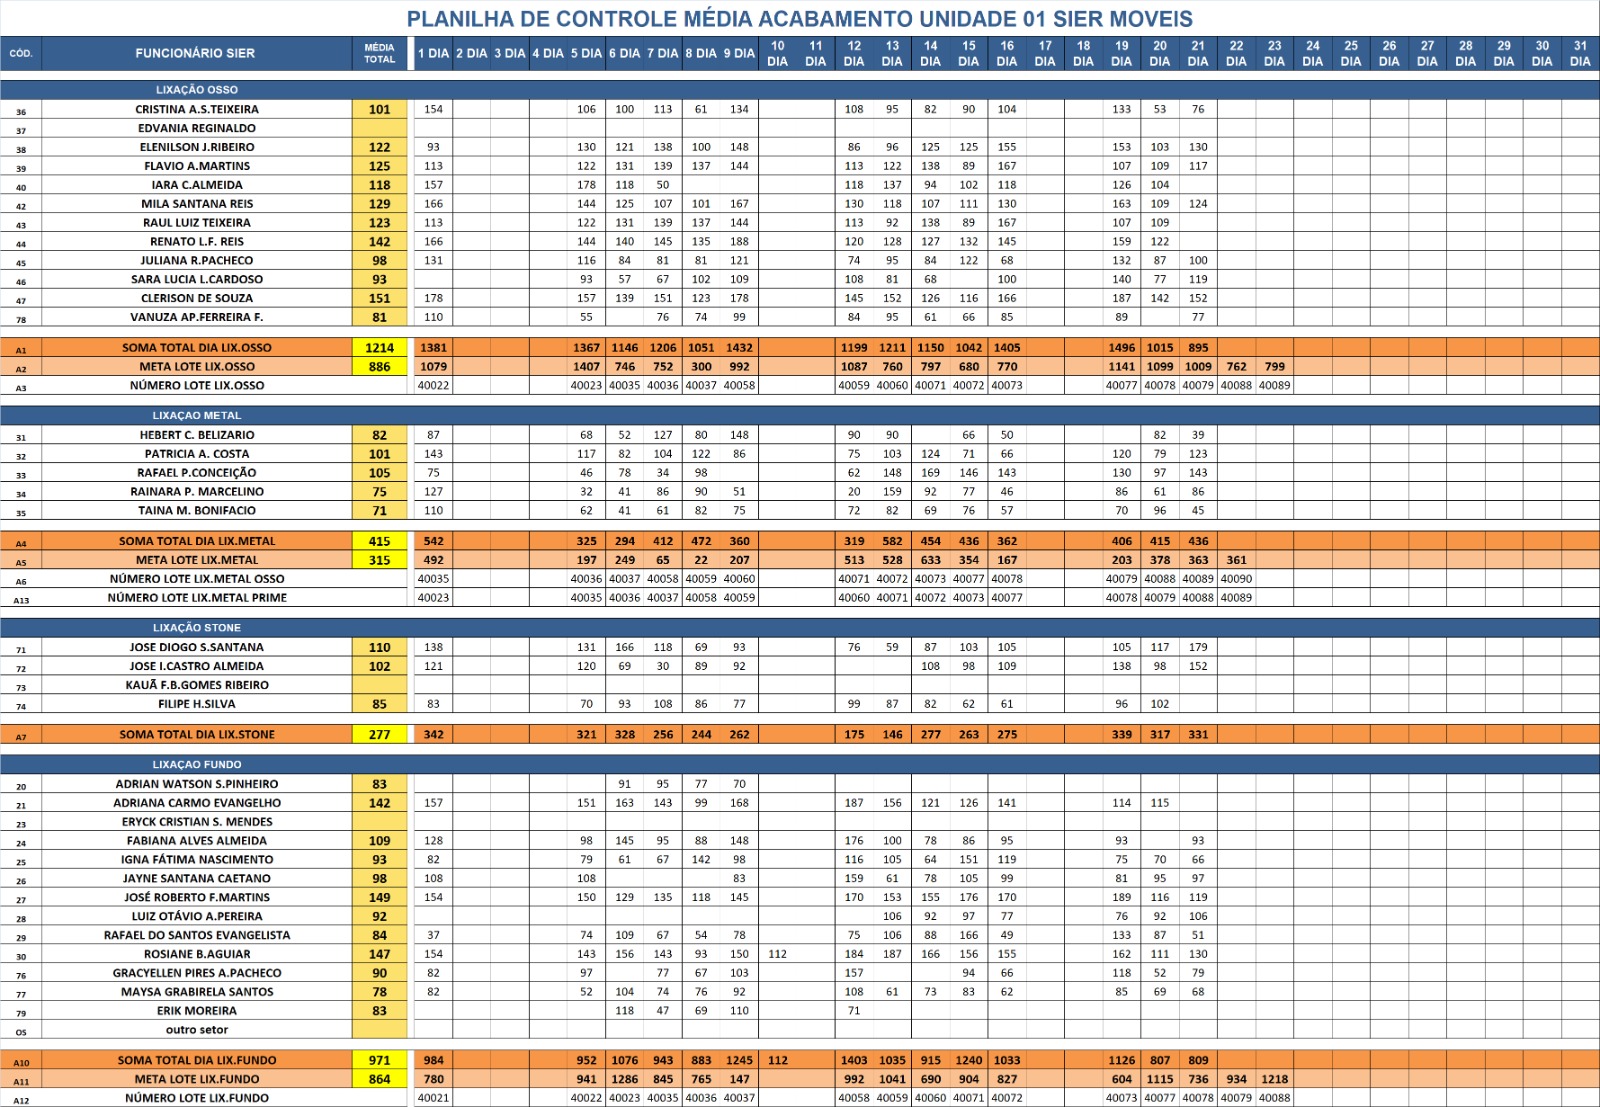 PLANILHA DE CONTROLE MÉDIA ACABAMENTO UNIDADE 01 SIER MOVEIS
CÓD. FUNCIONÁRIO SIER MÉDIA TOTAL 1 DIA 2 DIA 3 DIA 4 DIA 5 DIA 6 DIA 7 DIA 8 DIA 9 DIA 10 DIA 11 DIA 12 DIA 13 DIA 14 DIA 15 DIA 16 DIA 17 DIA 18 DIA 19 DIA 20 DIA 21 DIA 22 DIA 23 DIA 24 DIA 25 DIA 26 DIA 27 DIA 28 DIA 29 DIA 30 DIA 31 DIA
LIXAÇÃO OSSO
36 CRISTINA A.S.TEIXEIRA 101 154 106 100 113 61 134 108 95 82 90 104 133 53 76
37 EDVANIA REGINALDO
38 ELENILSON J.RIBEIRO 122 93 130 121 138 100 148 86 96 125 125 155 153 103 130
39 FLAVIO A.MARTINS 125 113 122 131 139 137 144 113 122 138 89 167 107 109 117
40 IARA C.ALMEIDA 118 157 178 118 50 118 137 94 102 118 126 104
42 MILA SANTANA REIS 129 166 144 125 107 101 167 130 118 107 111 130 163 109 124
43 RAUL LUIZ TEIXEIRA 123 113 122 131 139 137 144 113 92 138 89 167 107 109
44 RENATO L.F. REIS 142 166 144 140 145 135 188 120 128 127 132 145 159 122
45 JULIANA R.PACHECO 98 131 116 84 81 81 121 74 95 84 122 68 132 87 100
46 SARA LUCIA L.CARDOSO 93 93 57 67 102 109 108 81 68 100 140 77 119
47 CLERISON DE SOUZA 151 178 157 139 151 123 178 145 152 126 116 166 187 142 152
78 VANUZA AP.FERREIRA F. 81 110 55 76 74 99 84 95 61 66 85 89 77
A1 SOMA TOTAL DIA LIX.OSSO 1214 1381 1367 1146 1206 1051 1432 1199 1211 1150 1042 1405 1496 1015 895
A2 META LOTE LIX.OSSO 886 1079 1407 746 752 300 992 1087 760 797 680 770 1141 1099 1009 762 799
A3 NÚMERO LOTE LIX.OSSO 40022 40023 40035 40036 40037 40058 40059 40060 40071 40072 40073 40077 40078 40079 40088 40089
LIXAÇAO METAL
31 HEBERT C. BELIZARIO 82 87 68 52 127 80 148 90 90 66 50 82 39
32 PATRICIA A. COSTA 101 143 117 82 104 122 86 75 103 124 71 66 120 79 123
33 RAFAEL P.CONCEIÇÃO 105 75 46 78 34 98 62 148 169 146 143 130 97 143
34 RAINARA P. MARCELINO 75 127 32 41 86 90 51 20 159 92 77 46 86 61 86
35 TAINA M. BONIFACIO 71 110 62 41 61 82 75 72 82 69 76 57 70 96 45
A4 SOMA TOTAL DIA LIX.METAL 415 542 325 294 412 472 360 319 582 454 436 362 406 415 436
A5 META LOTE LIX.METAL 315 492 197 249 65 22 207 513 528 633 354 167 203 378 363 361
A6 NÚMERO LOTE LIX.METAL OSSO 40035 40036 40037 40058 40059 40060 40071 40072 40073 40077 40078 40079 40088 40089 40090
A13 NÚMERO LOTE LIX.METAL PRIME 40023 40035 40036 40037 40058 40059 40060 40071 40072 40073 40077 40078 40079 40088 40089
LIXAÇÃO STONE
71 JOSE DIOGO S.SANTANA 110 138 131 166 118 69 93 76 59 87 103 105 105 117 179
72 JOSE I.CASTRO ALMEIDA 102 121 120 69 30 89 92 108 98 109 138 98 152
73 KAUÃ F.B.GOMES RIBEIRO
74 FILIPE H.SILVA 85 83 70 93 108 86 77 99 87 82 62 61 96 102
A7 SOMA TOTAL DIA LIX.STONE 277 342 321 328 256 244 262 175 146 277 263 275 339 317 331
LIXAÇAO FUNDO
20 ADRIAN WATSON S.PINHEIRO 83 91 95 77 70
21 ADRIANA CARMO EVANGELHO 142 157 151 163 143 99 168 187 156 121 126 141 114 115
23 ERYCK CRISTIAN S. MENDES
24 FABIANA ALVES ALMEIDA 109 128 98 145 95 88 148 176 100 78 86 95 93 93
25 IGNA FÁTIMA NASCIMENTO 93 82 79 61 67 142 98 116 105 64 151 119 75 70 66
26 JAYNE SANTANA CAETANO 98 108 108 83 159 61 78 105 99 81 95 97
27 JOSÉ ROBERTO F.MARTINS 149 154 150 129 135 118 145 170 153 155 176 170 189 116 119
28 LUIZ OTÁVIO A.PEREIRA 92 106 92 97 77 76 92 106
29 RAFAEL DO SANTOS EVANGELISTA 84 37 74 109 67 54 78 75 106 88 166 49 133 87 51
30 ROSIANE B.AGUIAR 147 154 143 156 143 93 150 112 184 187 166 156 155 162 111 130
76 GRACYELLEN PIRES A.PACHECO 90 82 97 77 67 103 157 94 66 118 52 79
77 MAYSA GRABIRELA SANTOS 78 82 52 104 74 76 92 108 61 73 83 62 85 69 68
79 ERIK MOREIRA 83 118 47 69 110 71
OS outro setor
A10 SOMA TOTAL DIA LIX.FUNDO 971 984 952 1076 943 883 1245 112 1403 1035 915 1240 1033 1126 807 809
A11 META LOTE LIX.FUNDO 864 780 941 1286 845 765 147 992 1041 690 904 827 604 1115 736 934 1218
A12 NÚMERO LOTE LIX.FUNDO 40021 40022 40023 40035 40036 40037 40058 40059 40060 40071 40072 40073 40077 40078 40079 40088